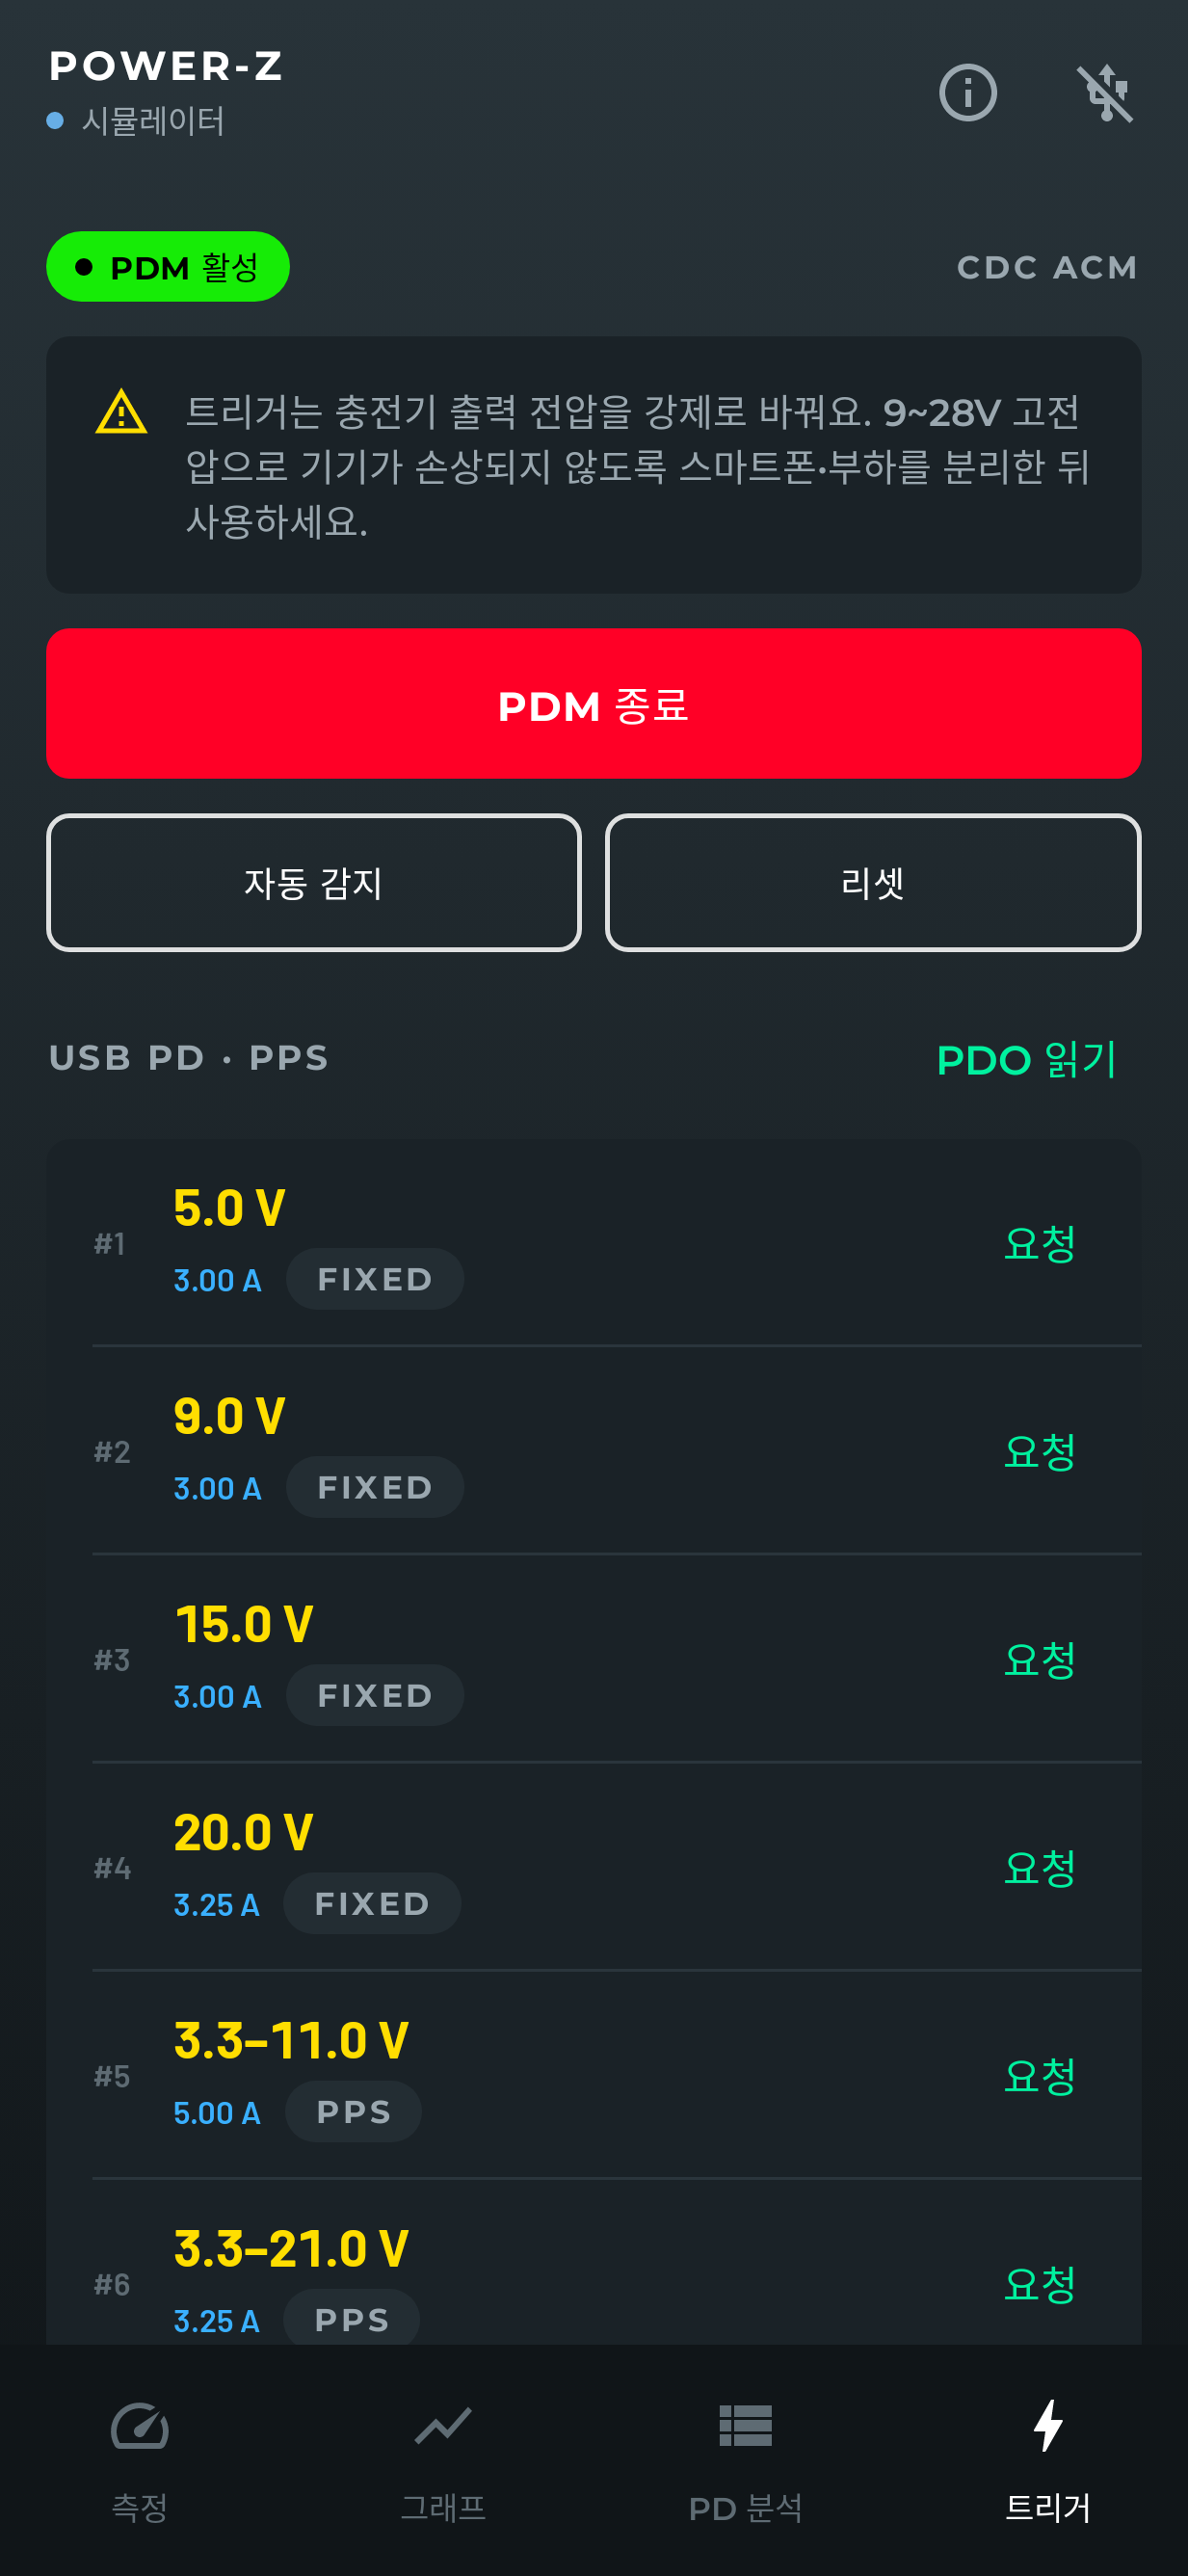 POWER-Z
시뮬레이터
PDM 활성
CDC ACM
트리거는 충전기 출력 전압을 강제로 바꿔요. 9~28V 고전
압으로 기기가 손상되지 않도록 스마트폰·부하를 분리한 뒤
사용하세요.
PDM 종료
자동 감지
리셋
USB PD · PPS
PDO 읽기
#1
5.0 V
3.00 A
FIXED
요청
#2
9.0 V
3.00 A
FIXED
요청
#3
15.0 V
3.00 A
FIXED
요청
#4
20.0 V
3.25 A
FIXED
요청
#5
3.3–11.0 V
5.00 A
PPS
요청
#6
3.3–21.0 V
3.25 A
PPS
요청
측정
그래프
PD 분석
트리거